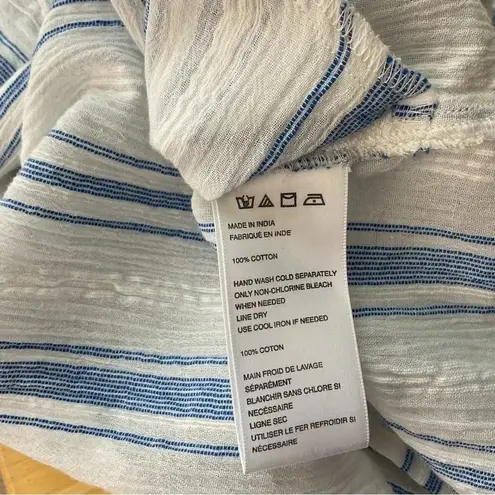 MADE IN INDIA
FABRIQUÉ EN INDE
100% COTTON
HAND WASH COLD SEPARATELY
ONLY NON-CHLORINE BLEACH
WHEN NEEDED
LINE DRY
USE COOL IRON IF NEEDED
100% COTON
MAIN FROID DE LAVAGE
SÉPARÉMENT
BLANCHIR SANS CHLORE SI
NÉCESSAIRE
LIGNE SEC
UTILISER LE FER REFROIDIR SI
NÉCESSAIRE